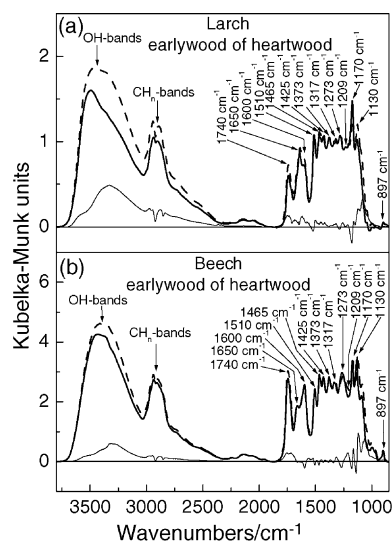 (a)
Larch
earlywood of heartwood
OH-bands
CHn-bands
1740 cm-1
1650 cm-1
1600 cm-1
1510 cm-1
1465 cm-1
1425 cm-1
1373 cm-1
1317 cm-1
1273 cm-1
1209 cm-1
1170 cm-1
1130 cm-1
897 cm-1
2
1
0
Kubelka-Munk units
(b)
Beech
earlywood of heartwood
OH-bands
CHn-bands
1465 cm-1
1510 cm-1
1600 cm-1
1650 cm-1
1740 cm-1
1425 cm-1
1373 cm-1
1317 cm-1
1273 cm-1
1209 cm-1
1170 cm-1
1130 cm-1
897 cm-1
6
4
2
0
3500 3000 2500 2000 1500 1000
Wavenumbers/cm-1